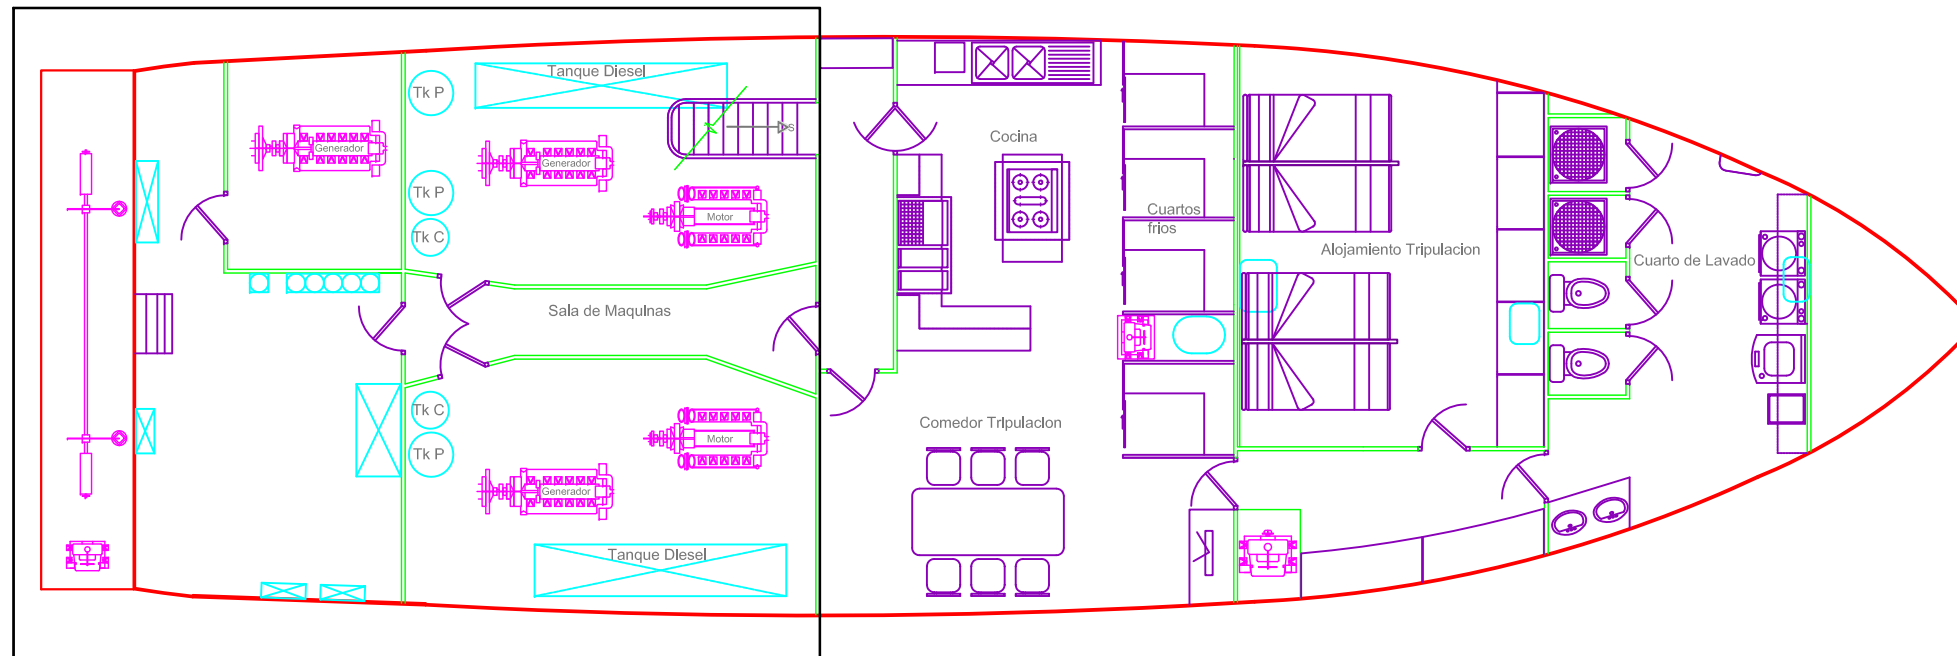 Tanque Diesel
Tk P
Generador
Generador
S
Cocina
Tk P
Motor
Cuartos
frios
Tk C
Alojamiento Tripulacion
Cuarto de Lavado
Sala de Maquinas
Tk C
Comedor Tripulacion
Motor
Tk P
Generador
Tanque Diesel